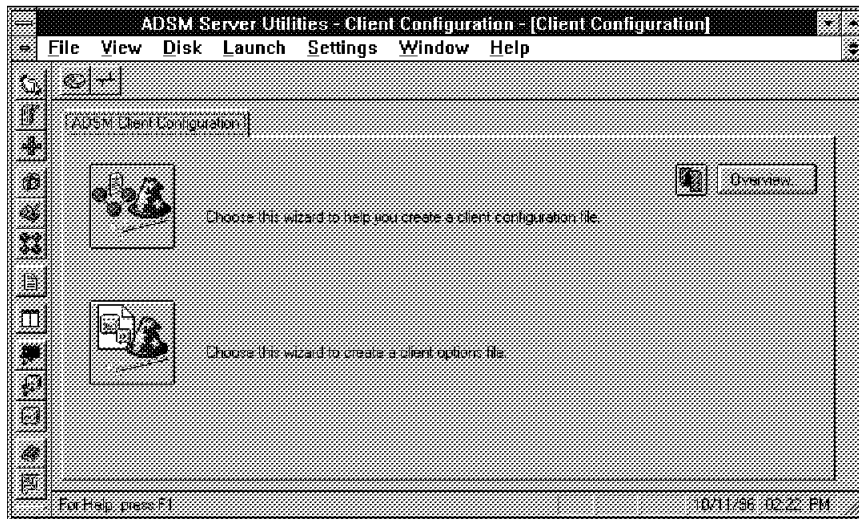 ADSM Server Utilities - Client Configuration - [Client Configuration]
File View Disk Launch Settings Window Help
ADSM Client Configuration
Overview...
Choose this wizard to help you create a client configuration file.
Choose this wizard to create a client options file.
For Help, press F1
10/11/96 02:22 PM